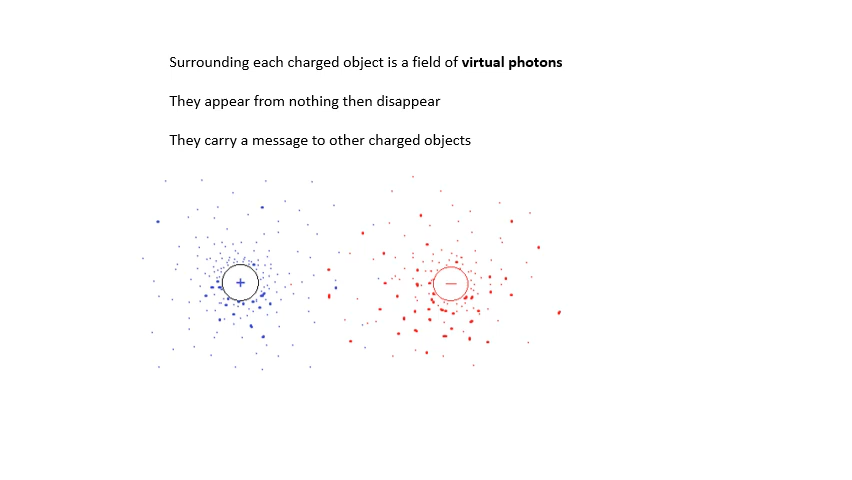 Surrounding each charged object is a field of virtual photons
They appear from nothing then disappear
They carry a message to other charged objects
+
−